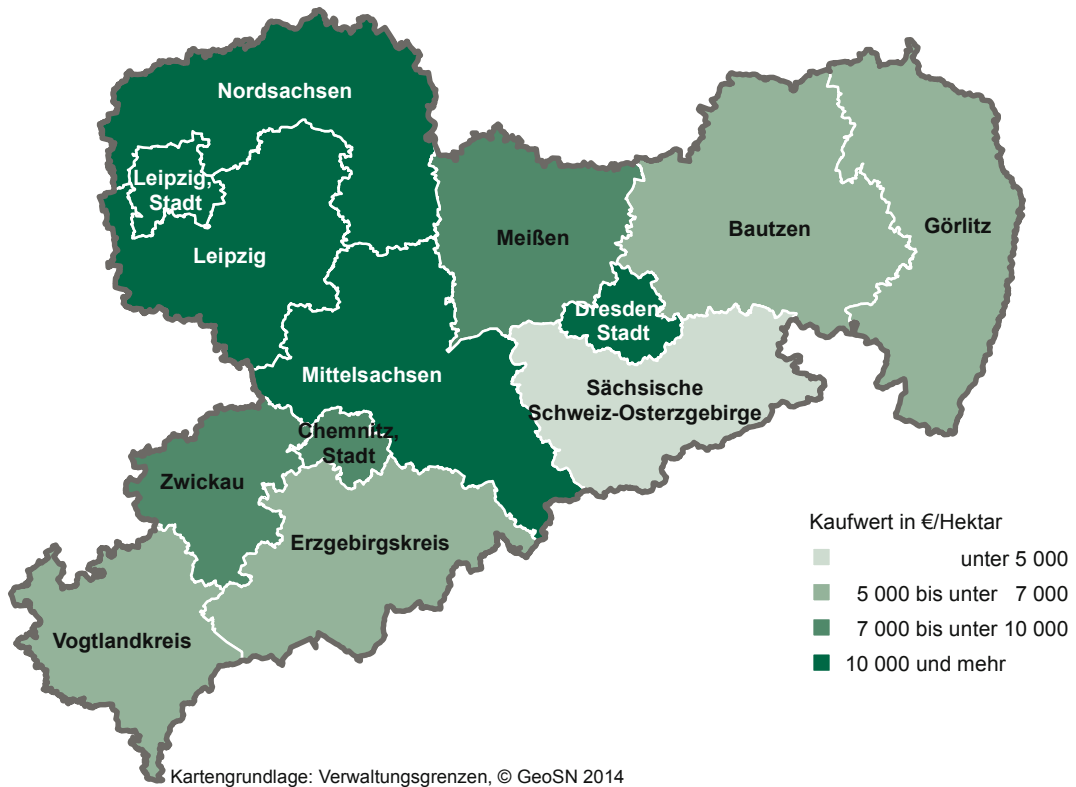 Nordsachsen
Leipzig,
Stadt
Leipzig
Meißen
Bautzen
Görlitz
Dresden,
Stadt
Mittelsachsen
Sächsische
Schweiz-Osterzgebirge
Chemnitz,
Stadt
Zwickau
Erzgebirgskreis
Vogtlandkreis
Kaufwert in €/Hektar
unter 5 000
5 000 bis unter 7 000
7 000 bis unter 10 000
10 000 und mehr
Kartengrundlage: Verwaltungsgrenzen, © GeoSN 2014